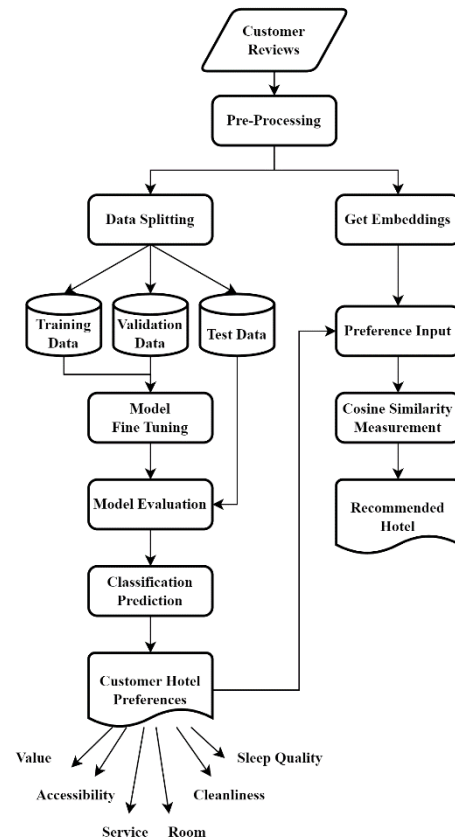 Customer
Reviews
Pre-Processing
Data Splitting
Get Embeddings
Training
Data
Validation
Data
Test Data
Preference Input
Model
Fine Tuning
Cosine Similarity
Measurement
Model Evaluation
Recommended
Hotel
Classification
Prediction
Customer Hotel
Preferences
Value
Sleep Quality
Accessibility
Cleanliness
Service
Room